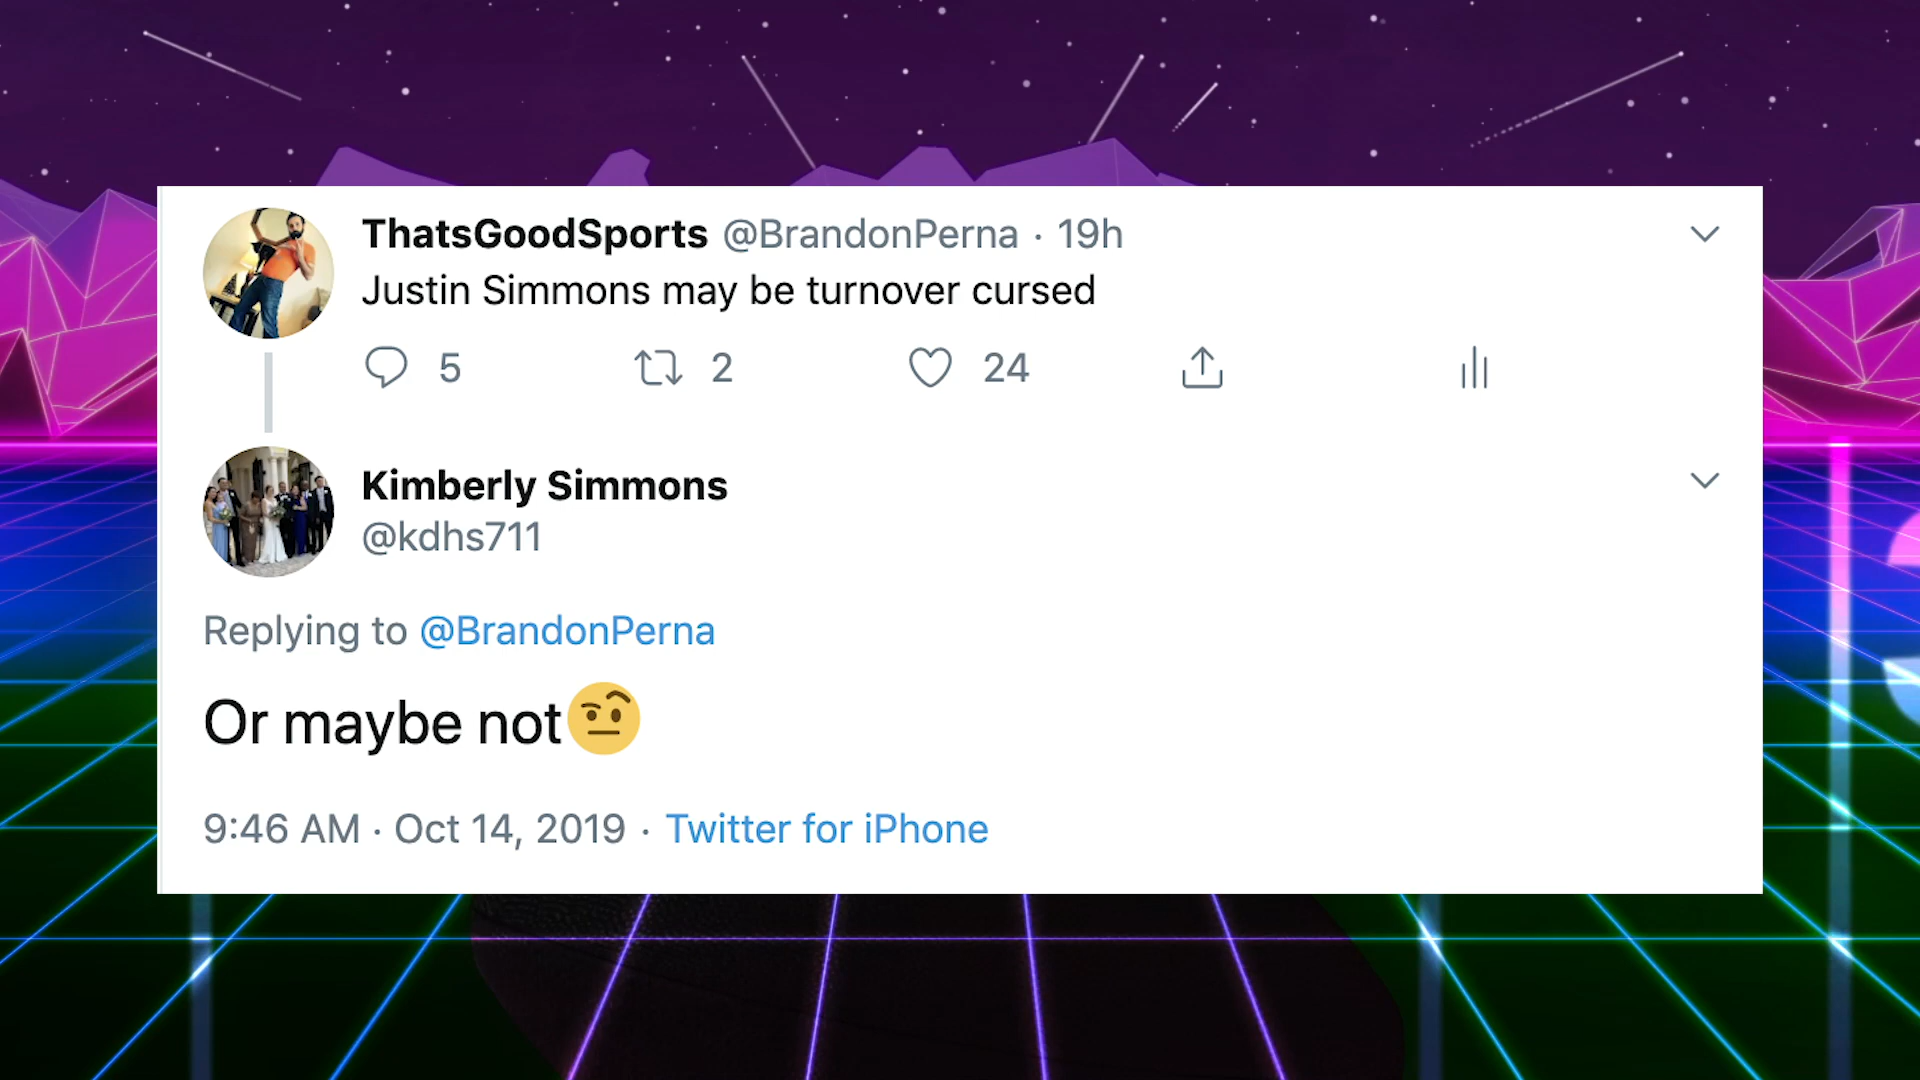 ThatsGoodSports @BrandonPerna · 19h
Justin Simmons may be turnover cursed
5 2 24
Kimberly Simmons
@kdhs711
Replying to @BrandonPerna
Or maybe not🤨
9:46 AM · Oct 14, 2019 · Twitter for iPhone